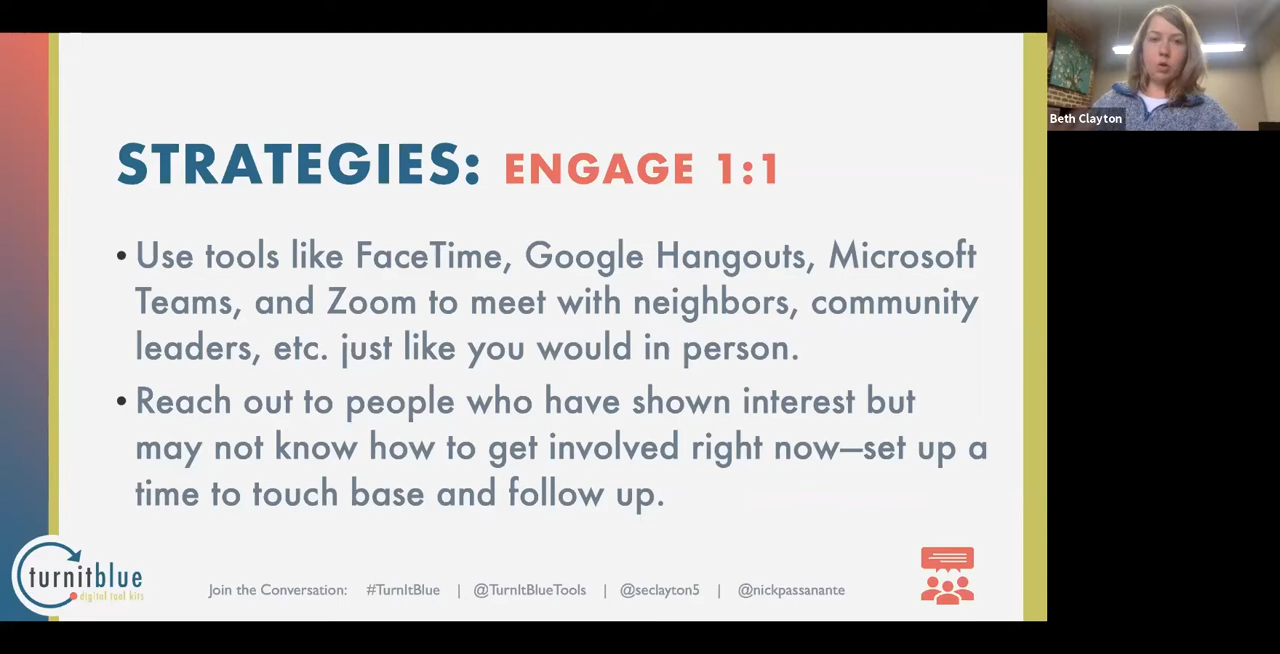 Beth Clayton
STRATEGIES: ENGAGE 1:1
• Use tools like FaceTime, Google Hangouts, Microsoft
Teams, and Zoom to meet with neighbors, community
leaders, etc. just like you would in person.
• Reach out to people who have shown interest but
may not know how to get involved right now—set up a
time to touch base and follow up.
turnitblue
digital tool kits
Join the Conversation: #TurnItBlue | @TurnItBlueTools | @seclayton5 | @nickpassanante